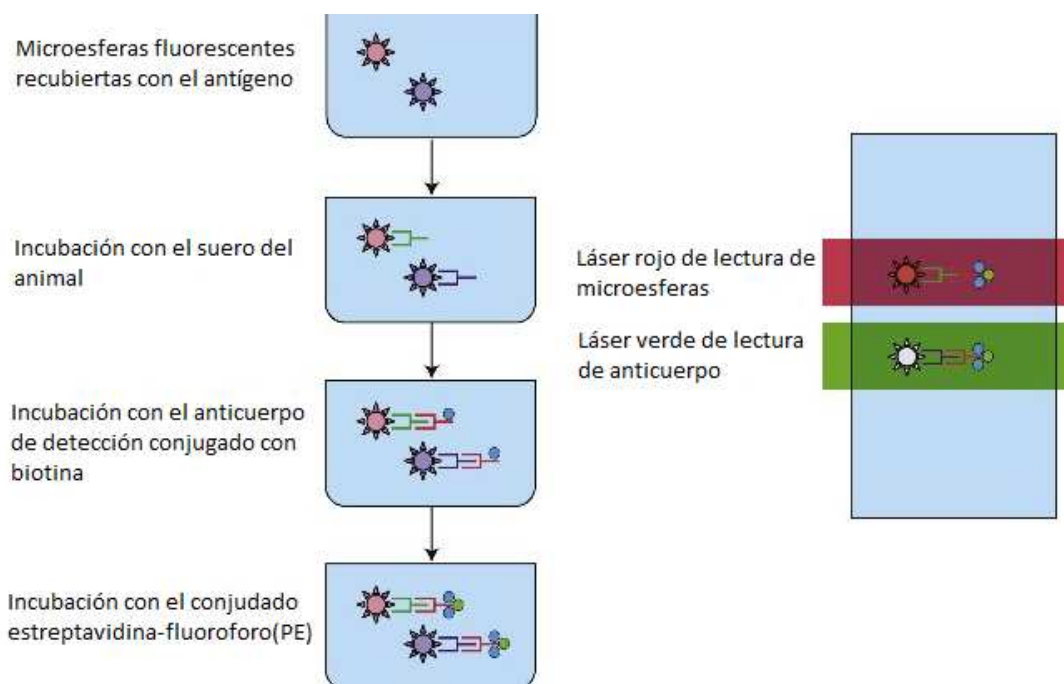 Microesferas fluorescentes
recubiertas con el antígeno
Incubación con el suero del
animal
Incubación con el anticuerpo
de detección conjugado con
biotina
Incubación con el conjudado
estreptavidina-fluoroforo(PE)
Láser rojo de lectura de
microesferas
Láser verde de lectura
de anticuerpo